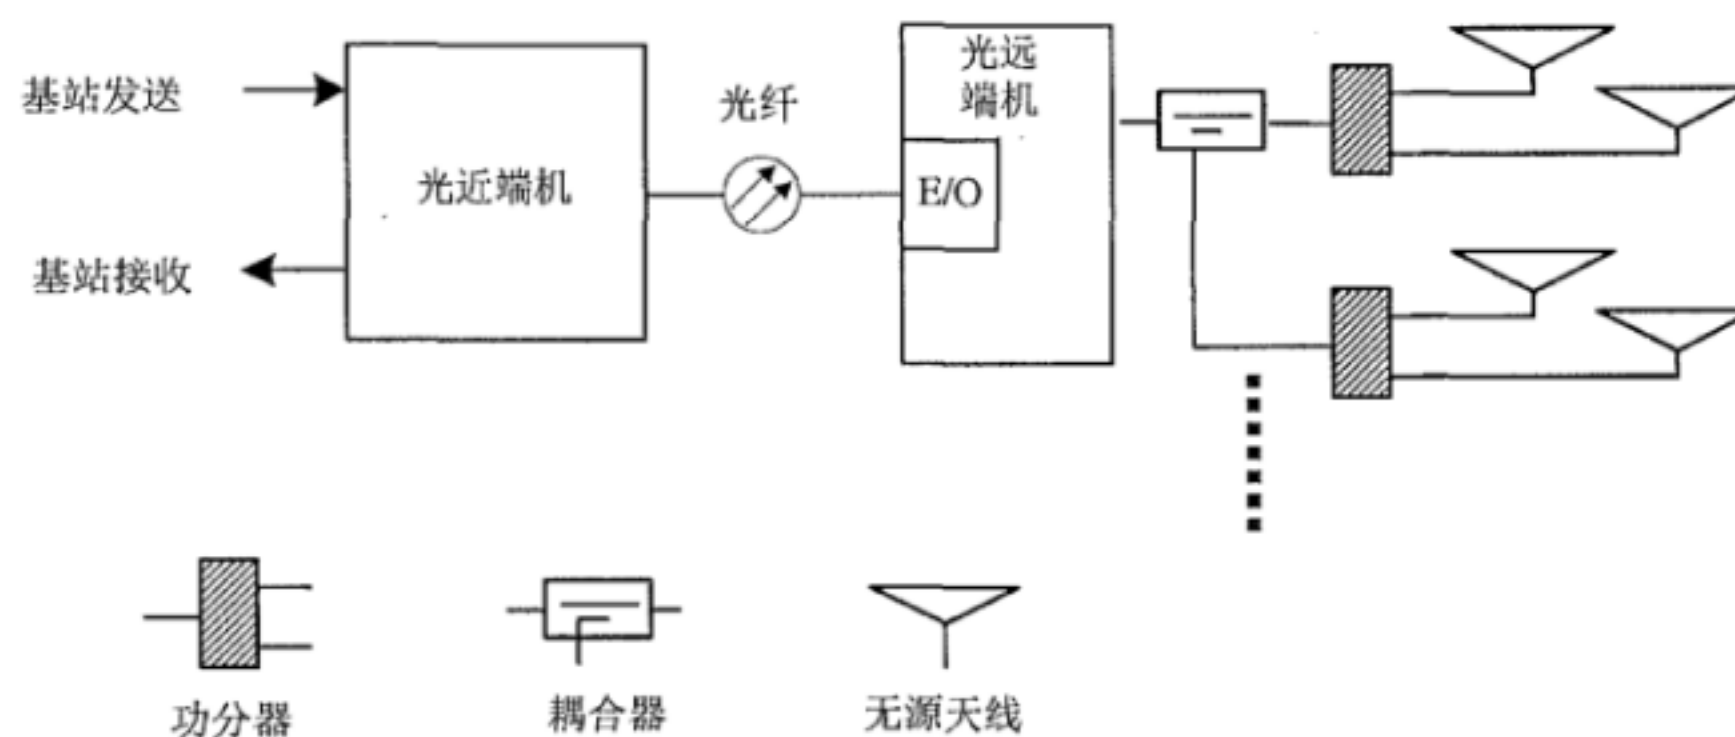 基站发送
基站接收
光近端机
光纤
光远
端机
E/O
功分器
耦合器
无源天线